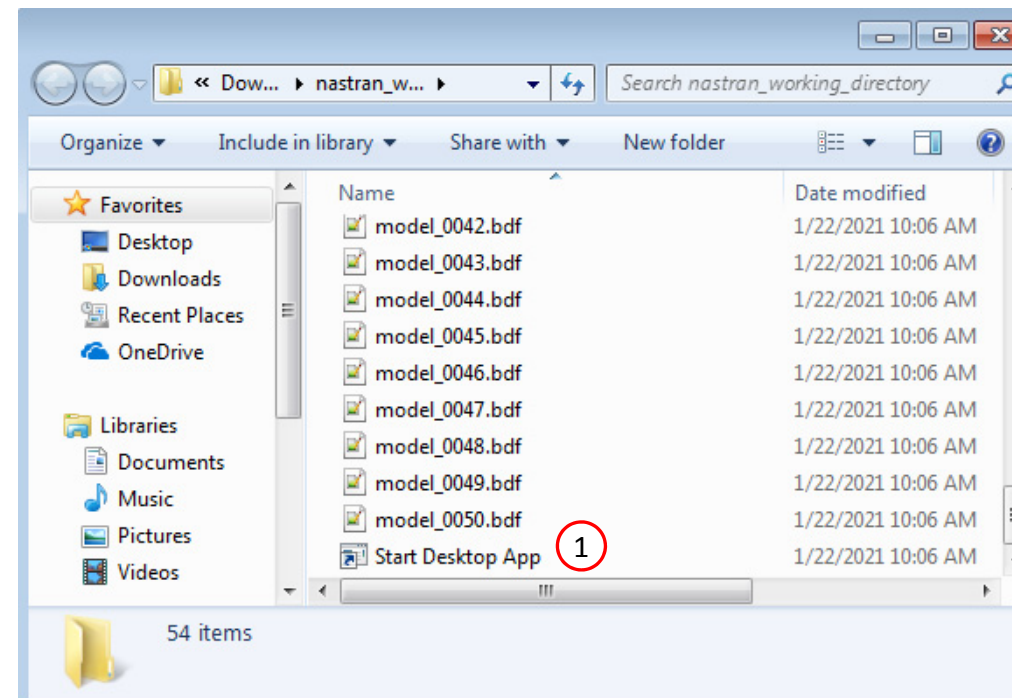 « Dow... nastran_w... Search nastran_working_directory
Organize Include in library Share with New folder
Favorites
Desktop
Downloads
Recent Places
OneDrive
Libraries
Documents
Music
Pictures
Videos
Name Date modified
model_0042.bdf 1/22/2021 10:06 AM
model_0043.bdf 1/22/2021 10:06 AM
model_0044.bdf 1/22/2021 10:06 AM
model_0045.bdf 1/22/2021 10:06 AM
model_0046.bdf 1/22/2021 10:06 AM
model_0047.bdf 1/22/2021 10:06 AM
model_0048.bdf 1/22/2021 10:06 AM
model_0049.bdf 1/22/2021 10:06 AM
model_0050.bdf 1/22/2021 10:06 AM
Start Desktop App 1 1/22/2021 10:06 AM
54 items